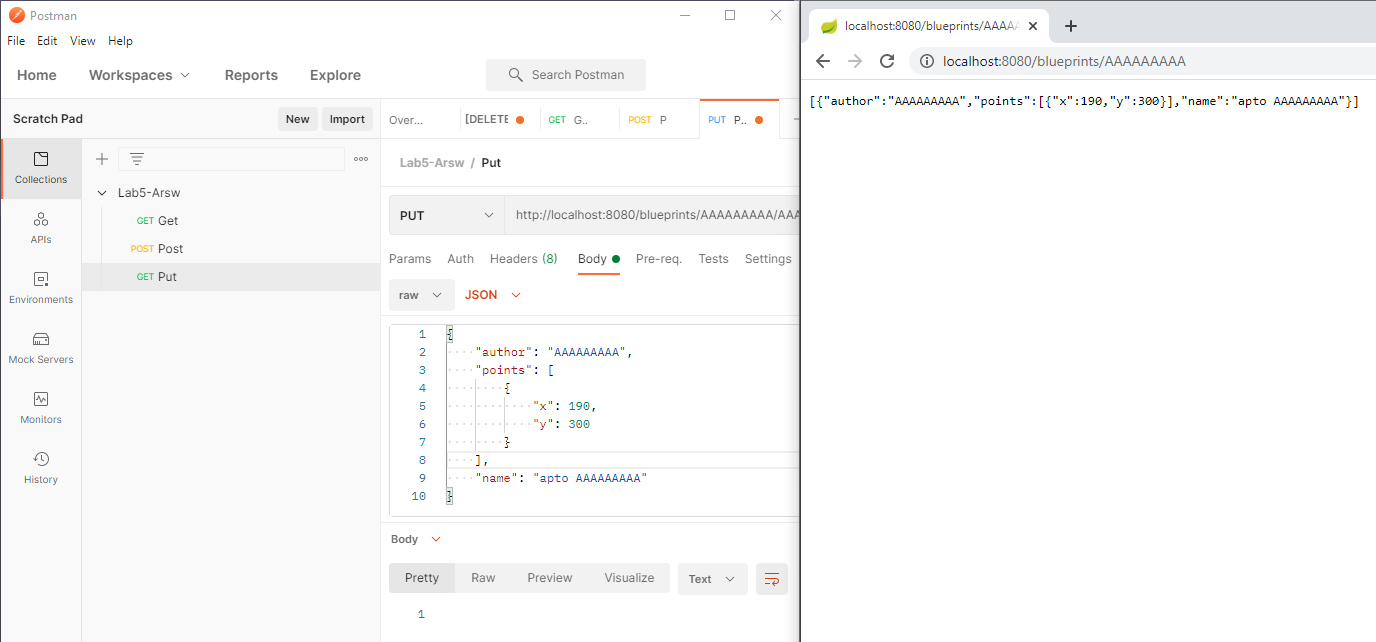 Postman
File Edit View Help
Home Workspaces Reports Explore Search Postman
Scratch Pad New Import
Collections
APIs
Environments
Mock Servers
Monitors
History
Lab5-Arsw
GET Get
POST Post
GET Put
Over... [DELETE GET G.. POST P PUT P..
Lab5-Arsw / Put
PUT http://localhost:8080/blueprints/AAAAAAAAA/AAA
Params Auth Headers (8) Body Pre-req. Tests Settings
raw JSON
1 {
2 "author": "AAAAAAAAA",
3 "points": [
4 {
5 "x": 190,
6 "y": 300
7 }
8 ],
9 "name": "apto AAAAAAAAA"
10 }
Body
Pretty Raw Preview Visualize Text
1
localhost:8080/blueprints/AAAAA
localhost:8080/blueprints/AAAAAAAAA
[{"author":"AAAAAAAAA","points":[{"x":190,"y":300}],"name":"apto AAAAAAAAA"}]